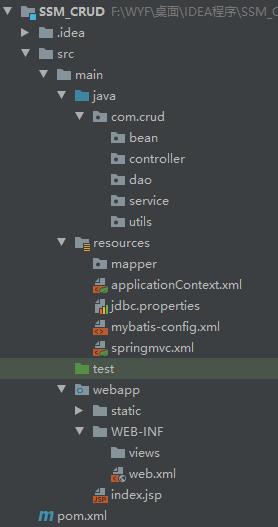 SSM_CRUD F:\WYF\桌面\IDEA程序\SSM_C
.idea
src
main
java
com.crud
bean
controller
dao
service
utils
resources
mapper
applicationContext.xml
jdbc.properties
mybatis-config.xml
springmvc.xml
test
webapp
static
WEB-INF
views
web.xml
index.jsp
pom.xml